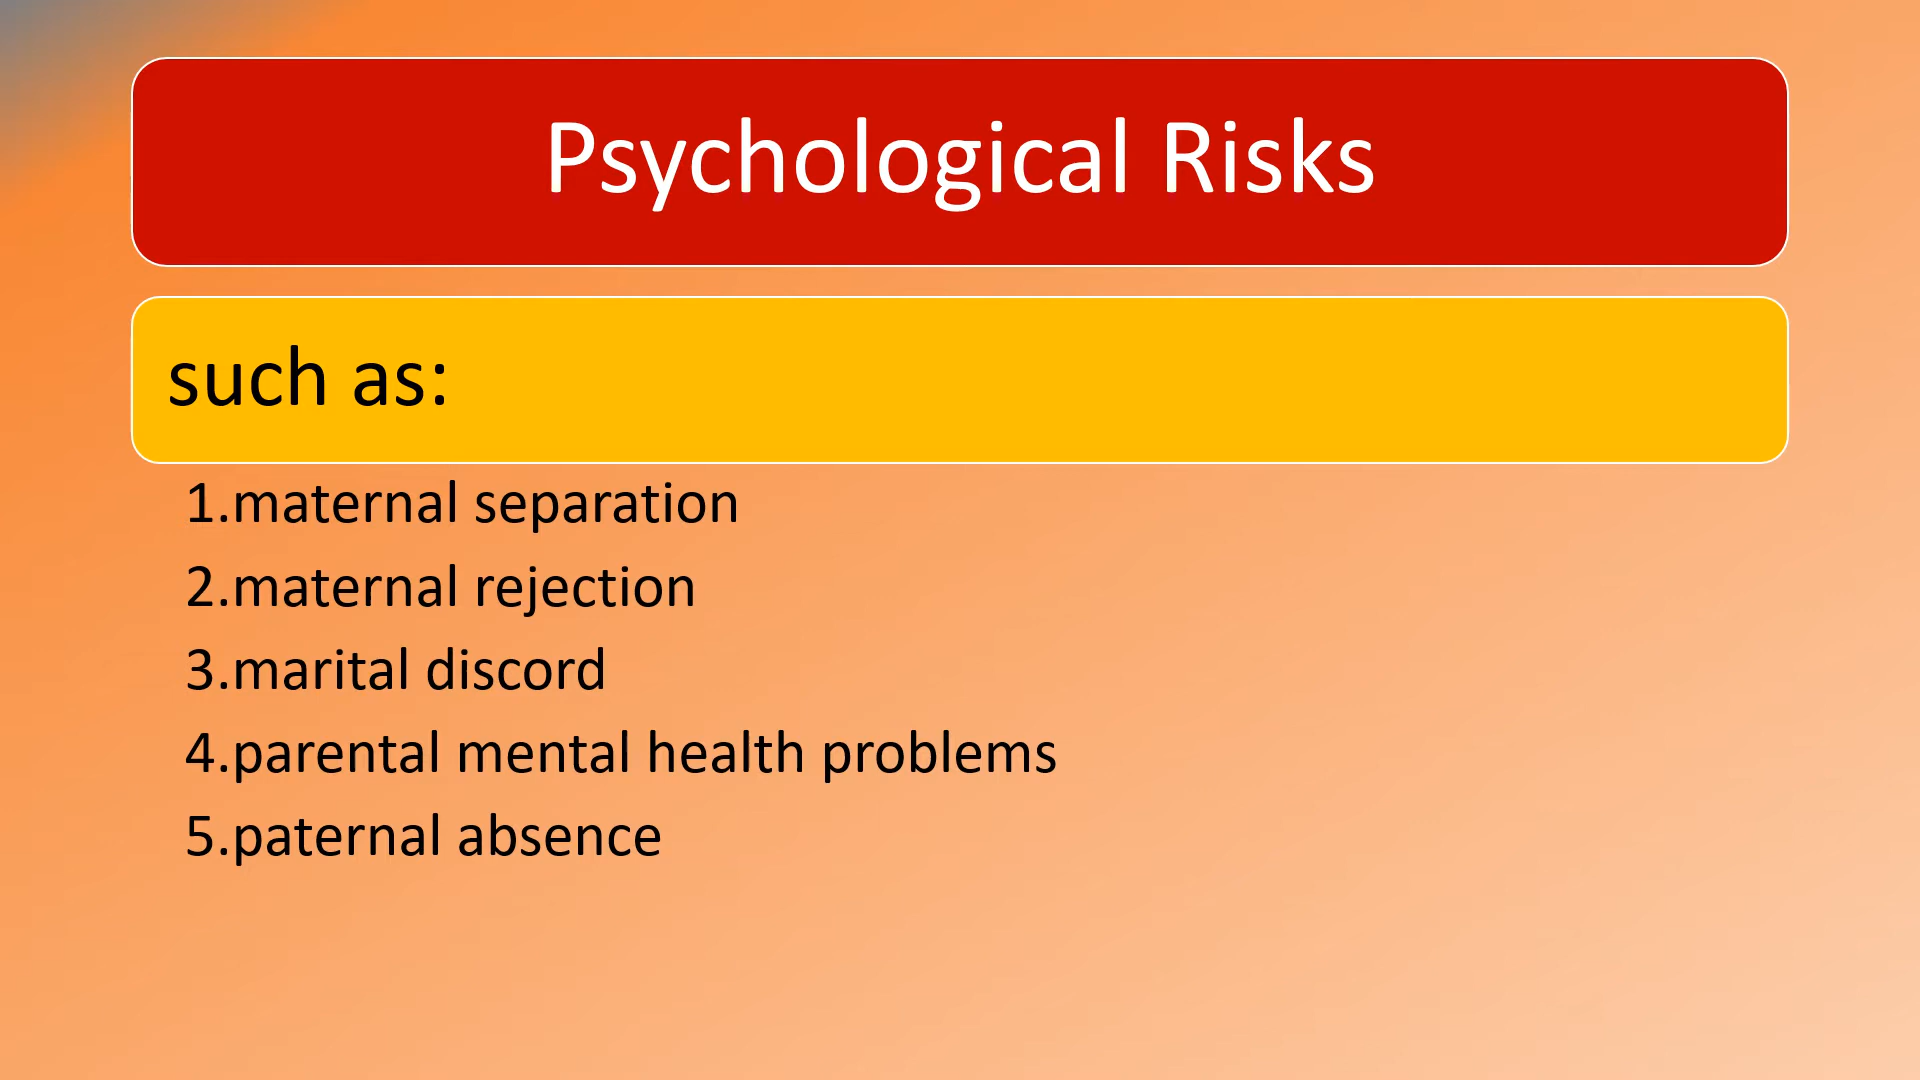 Psychological Risks
such as:
1.maternal separation
2.maternal rejection
3.marital discord
4.parental mental health problems
5.paternal absence